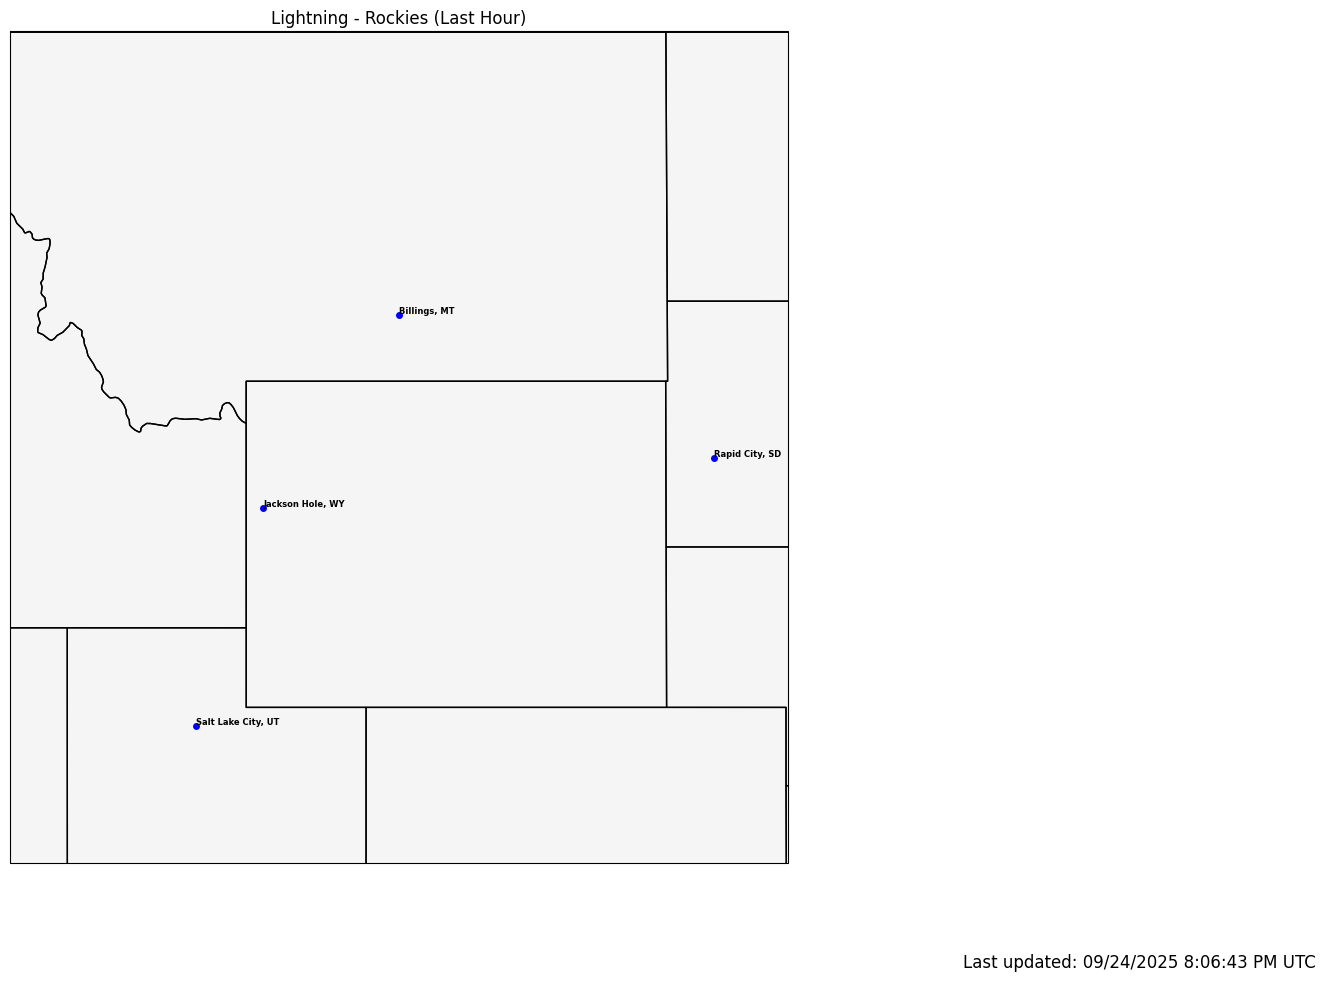 Lightning - Rockies (Last Hour)
Billings, MT
Rapid City, SD
Jackson Hole, WY
Salt Lake City, UT
Last updated: 09/24/2025 8:06:43 PM UTC